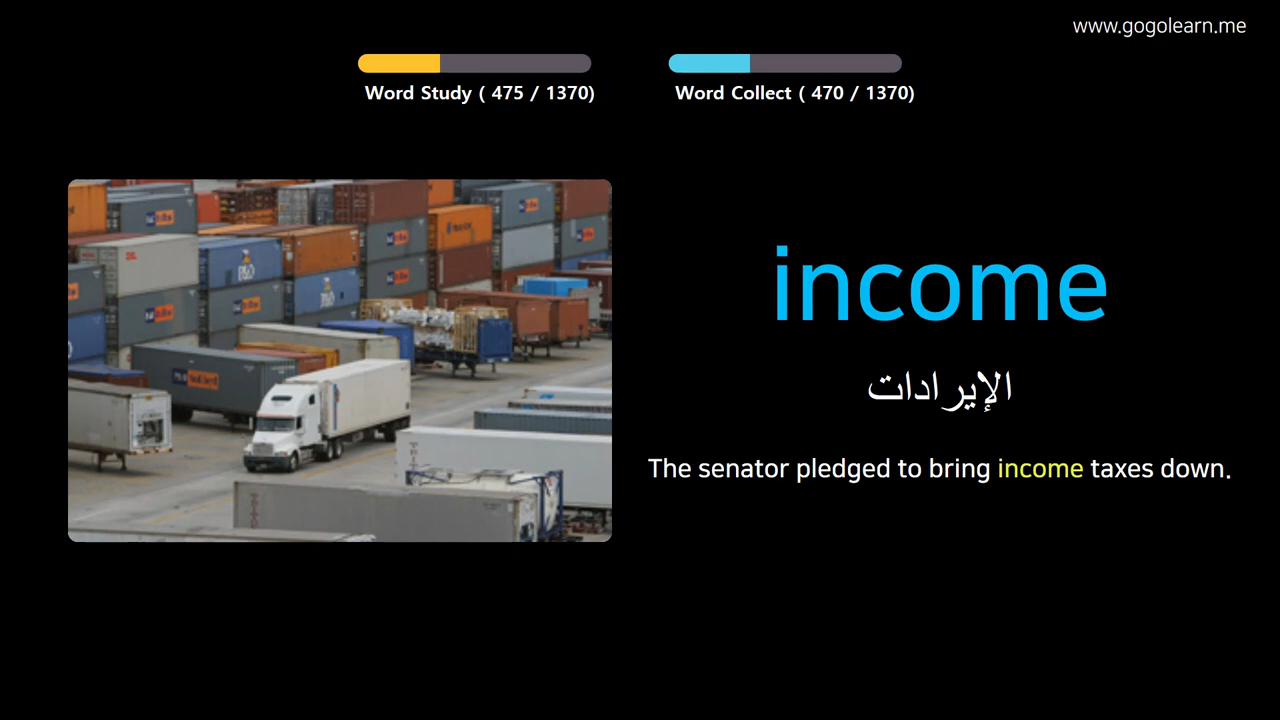 www.gogolearn.me
Word Study ( 475 / 1370)
Word Collect ( 470 / 1370)
income
الإيرادات
The senator pledged to bring income taxes down.
P&O
P&O